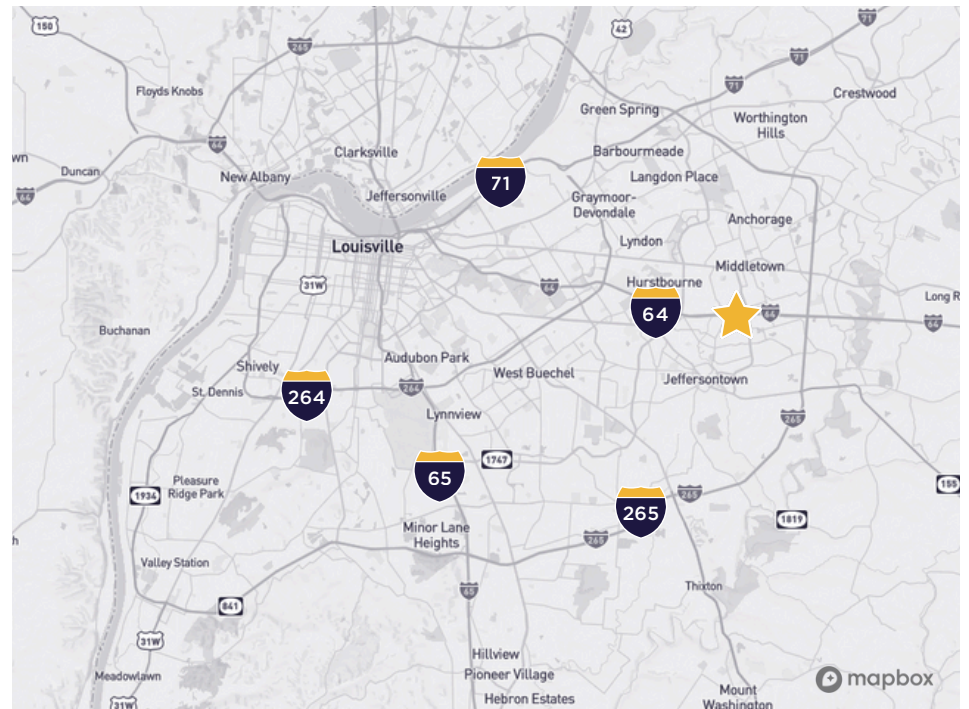 150
265
42
71
71
71
Floyds Knobs
Crestwood
Green Spring
Worthington
Hills
64
Clarksville
Barbourmeade
wn
Duncan
New Albany
71
Langdon Place
64
Jeffersonville
Graymoor-
Devondale
Anchorage
Louisville
Lyndon
Middletown
31W
64
Hurstbourne
64
64
Long R
64
Buchanan
Audubon Park
Shively
West Buechel
Jeffersontown
St. Dennis
264
264
Lynnview
265
1747
65
Pleasure
Ridge Park
1934
265
155
265
1819
Minor Lane
Heights
265
h
Valley Station
65
Thixton
841
31W
Hillview
Meadowlawn
Pioneer Village
mapbox
Hebron Estates
Mount
Washington
31W